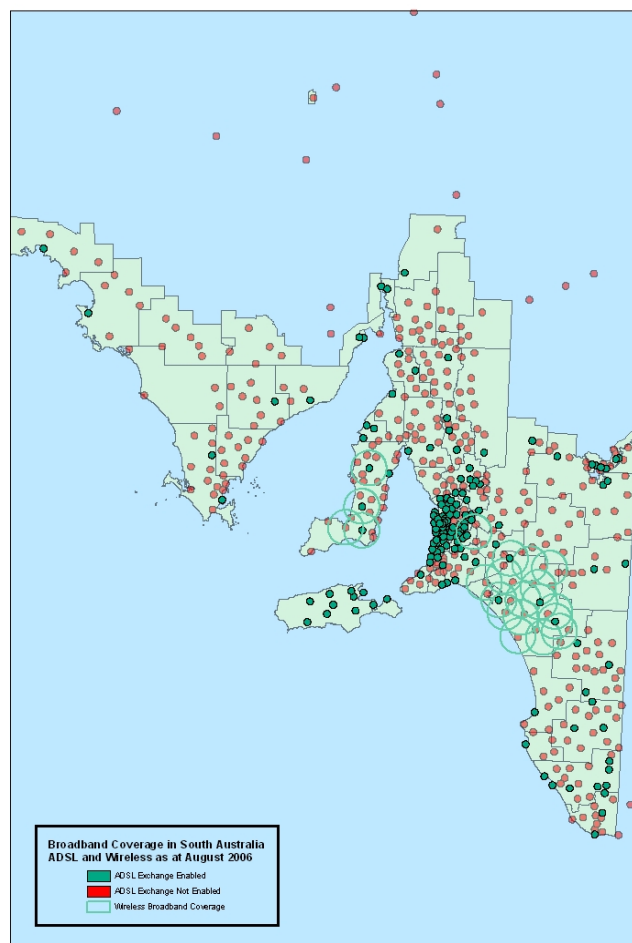 Broadband Coverage in South Australia
ADSL and Wireless as at August 2006
ADSL Exchange Enabled
ADSL Exchange Not Enabled
Wireless Broadband Coverage